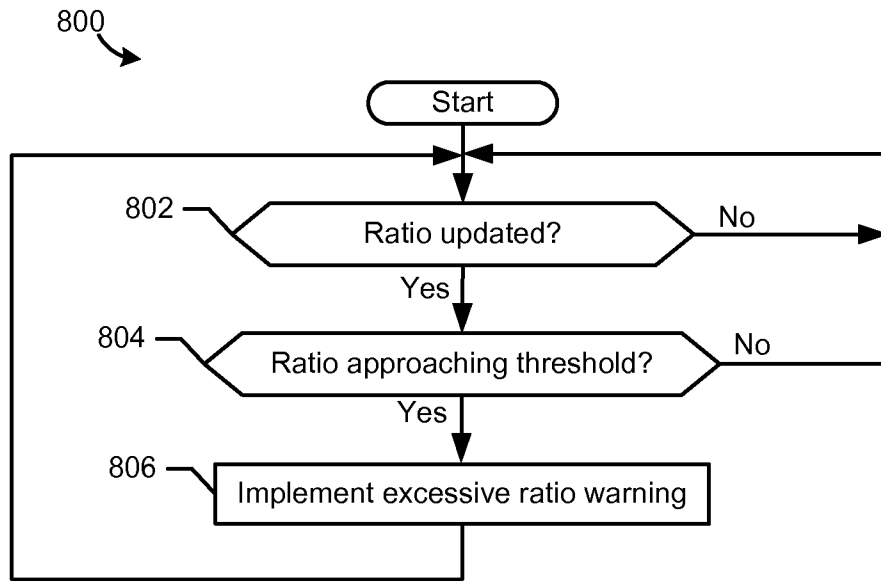 800
Start
802
Ratio updated?
No
Yes
804
Ratio approaching threshold?
No
Yes
806
Implement excessive ratio warning